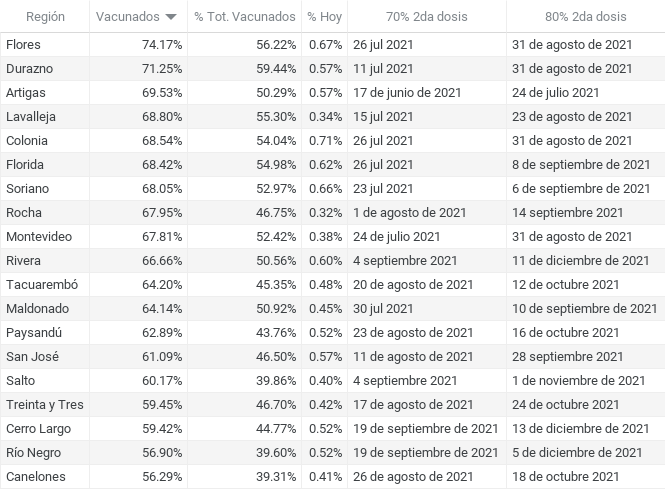 Región Vacunados % Tot. Vacunados % Hoy 70% 2da dosis 80% 2da dosis
Flores 74.17% 56.22% 0.67% 26 jul 2021 31 de agosto de 2021
Durazno 71.25% 59.44% 0.57% 11 jul 2021 31 de agosto de 2021
Artigas 69.53% 50.29% 0.57% 17 de junio de 2021 24 de julio 2021
Lavalleja 68.80% 55.30% 0.34% 15 jul 2021 23 de agosto de 2021
Colonia 68.54% 54.04% 0.71% 26 jul 2021 31 de agosto de 2021
Florida 68.42% 54.98% 0.62% 26 jul 2021 8 de septiembre de 2021
Soriano 68.05% 52.97% 0.66% 23 jul 2021 6 de septiembre de 2021
Rocha 67.95% 46.75% 0.32% 1 de agosto de 2021 14 septiembre 2021
Montevideo 67.81% 52.42% 0.38% 24 de julio 2021 31 de agosto de 2021
Rivera 66.66% 50.56% 0.60% 4 septiembre 2021 11 de diciembre de 2021
Tacuarembó 64.20% 45.35% 0.48% 20 de agosto de 2021 12 de octubre 2021
Maldonado 64.14% 50.92% 0.45% 30 jul 2021 10 de septiembre de 2021
Paysandú 62.89% 43.76% 0.52% 23 de agosto de 2021 16 de octubre 2021
San José 61.09% 46.50% 0.57% 11 de agosto de 2021 28 septiembre 2021
Salto 60.17% 39.86% 0.40% 4 septiembre 2021 1 de noviembre de 2021
Treinta y Tres 59.45% 46.70% 0.42% 17 de agosto de 2021 24 de octubre 2021
Cerro Largo 59.42% 44.77% 0.52% 19 de septiembre de 2021 13 de diciembre de 2021
Río Negro 56.90% 39.60% 0.52% 19 de septiembre de 2021 5 de diciembre de 2021
Canelones 56.29% 39.31% 0.41% 26 de agosto de 2021 18 de octubre 2021